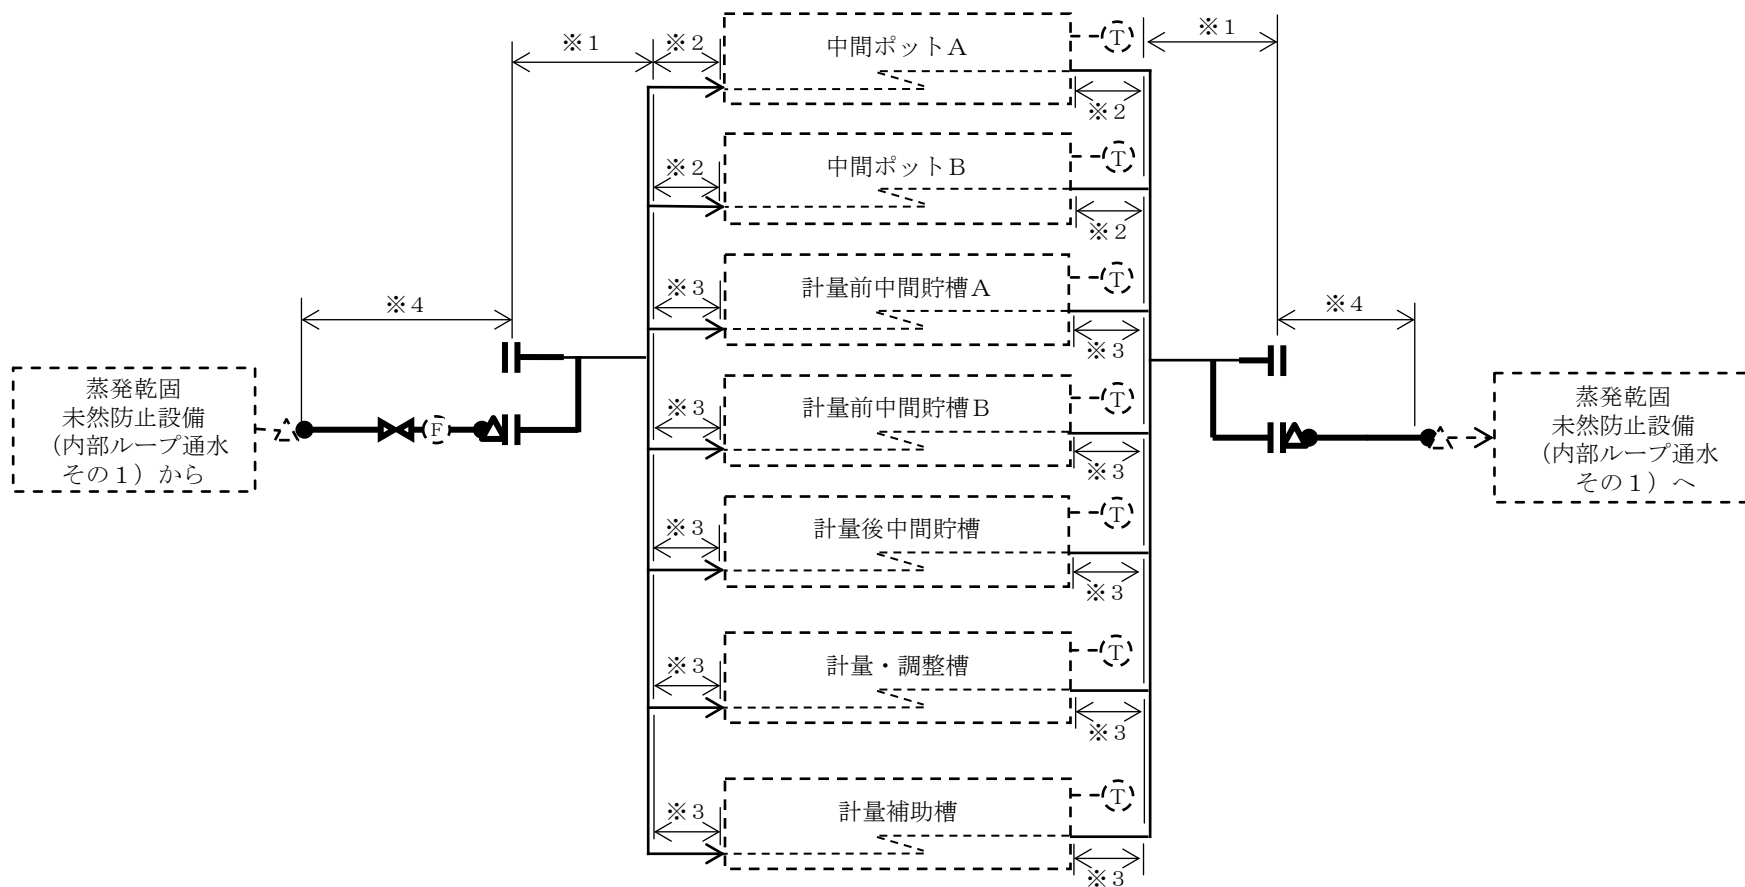 ※1
※2
中間ポットA
T
※1
※2
※2
中間ポットB
T
※2
※3
計量前中間貯槽A
T
※3
※4
※4
蒸発乾固
未然防止設備
(内部ループ通水
その1)から
F
※3
計量前中間貯槽B
T
※3
蒸発乾固
未然防止設備
(内部ループ通水
その1)へ
※3
計量後中間貯槽
T
※3
※3
計量・調整槽
T
※3
※3
計量補助槽
T
※3